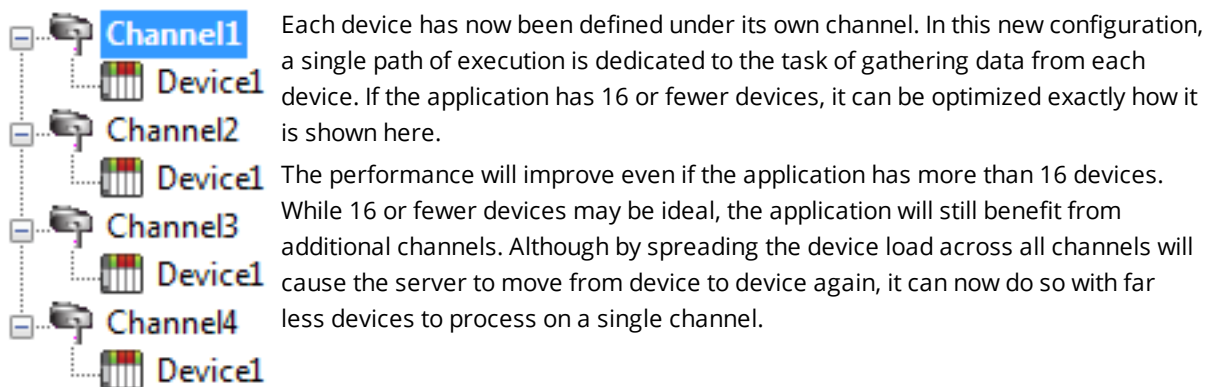 Channel1
Device1
Channel2
Device1
Channel3
Device1
Channel4
Device1
Each device has now been defined under its own channel. In this new configuration,
a single path of execution is dedicated to the task of gathering data from each
device. If the application has 16 or fewer devices, it can be optimized exactly how it
is shown here.
The performance will improve even if the application has more than 16 devices.
While 16 or fewer devices may be ideal, the application will still benefit from
additional channels. Although by spreading the device load across all channels will
cause the server to move from device to device again, it can now do so with far
less devices to process on a single channel.